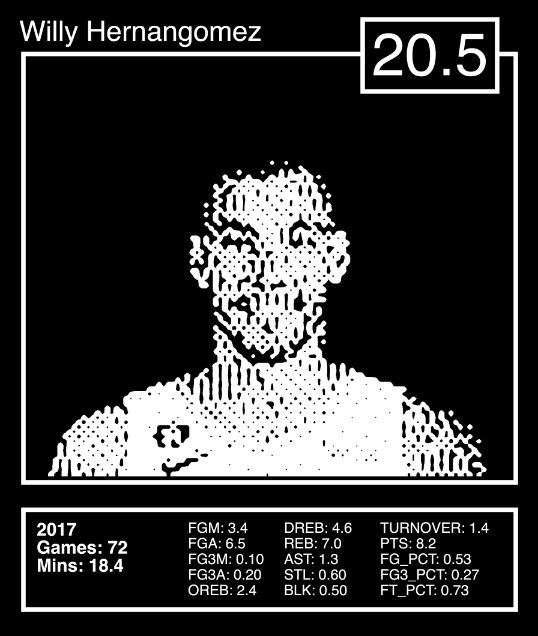 Willy Hernangomez
20.5
2017
Games: 72
Mins: 18.4
FGM: 3.4
FGA: 6.5
FG3M: 0.10
FG3A: 0.20
OREB: 2.4
DREB: 4.6
REB: 7.0
AST: 1.3
STL: 0.60
BLK: 0.50
TURNOVER: 1.4
PTS: 8.2
FG_PCT: 0.53
FG3_PCT: 0.27
FT_PCT: 0.73